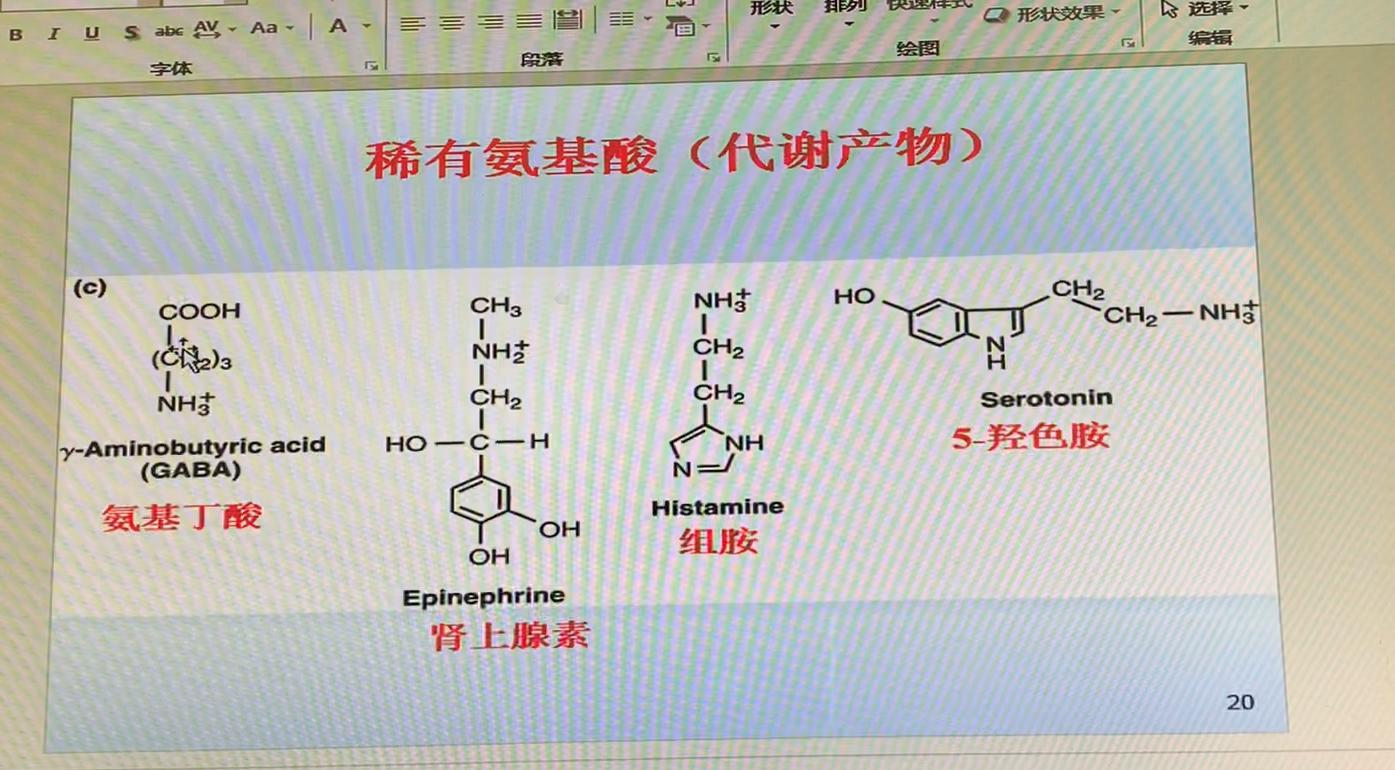 形状 排列 快速样式 形状效果 选择
B I U S abc AV Aa A
字体 段落 绘图 编辑
稀有氨基酸（代谢产物）
(c)
COOH
(CH2)3
NH3+
γ-Aminobutyric acid
(GABA)
氨基丁酸
CH3
NH2+
CH2
HO—C—H
OH
OH
Epinephrine
肾上腺素
NH3+
CH2
CH2
NH
N
Histamine
组胺
HO
CH2
CH2—NH3+
N
H
Serotonin
5-羟色胺
20